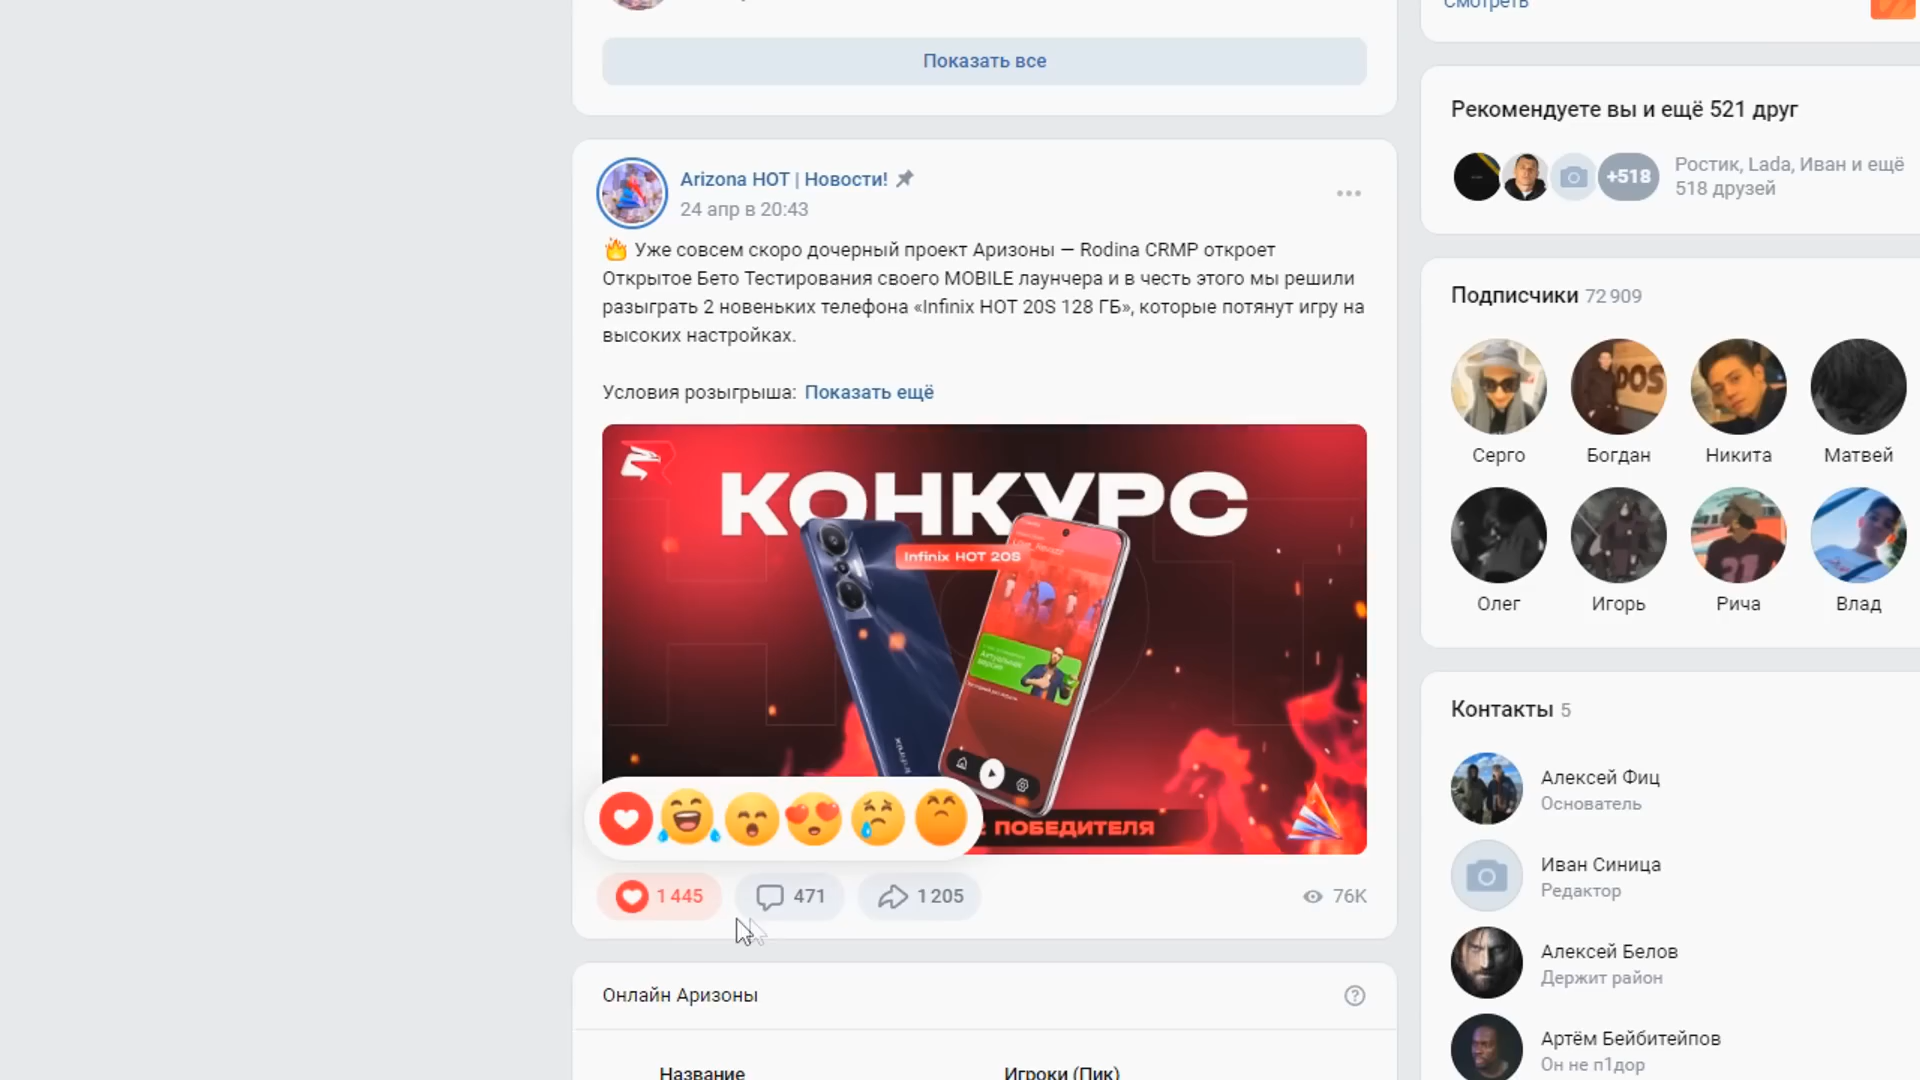 Смотреть
Показать все
Рекомендуете вы и ещё 521 друг
+518
Ростик, Lada, Иван и ещё
518 друзей
Arizona HOT | Новости!
24 апр в 20:43
Уже совсем скоро дочерный проект Аризоны — Rodina CRMP откроет
Открытое Бето Тестирования своего MOBILE лаунчера и в честь этого мы решили
разыграть 2 новеньких телефона «Infinix HOT 20S 128 ГБ», которые потянут игру на
высоких настройках.
Условия розыгрыша: Показать ещё
КОНКУРС
Infinix HOT 20S
Актуальная
версия
Infinix
2 ПОБЕДИТЕЛЯ
1 445
471
1 205
76K
Онлайн Аризоны
Название
Игроки (Пик)
Подписчики 72 909
Серго
Богдан
Никита
Матвей
Олег
Игорь
21
Рича
Влад
Контакты 5
Алексей Фиц
Основатель
Иван Синица
Редактор
Алексей Белов
Держит район
Артём Бейбитейпов
Он не п1дор